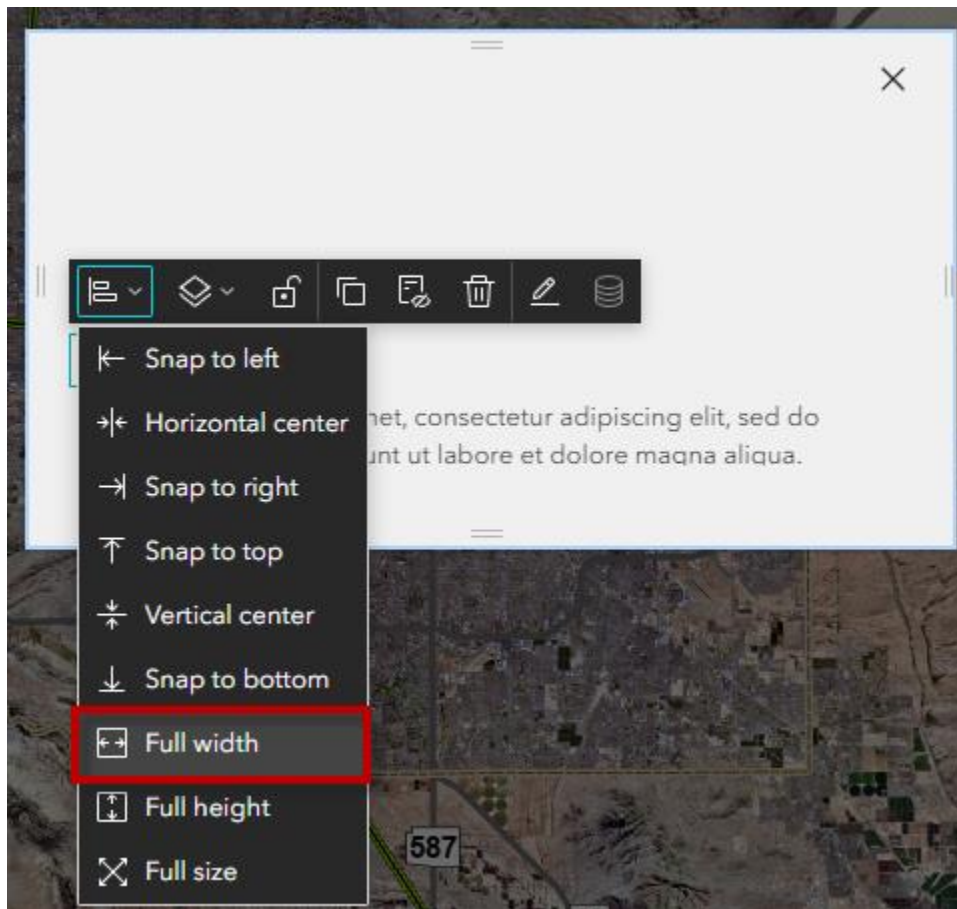 Snap to left
Horizontal center
net, consectetur adipiscing elit, sed do
Snap to right
unt ut labore et dolore magna aliqua.
Snap to top
Vertical center
Snap to bottom
Full width
Full height
587
Full size